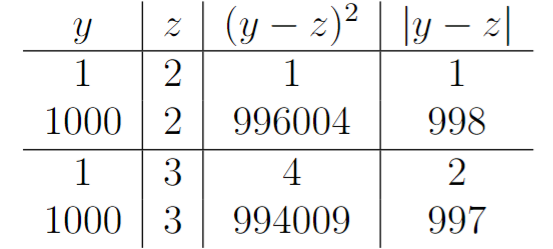 y z (y − z)² |y − z|
1 2 1 1
1000 2 996004 998
1 3 4 2
1000 3 994009 997